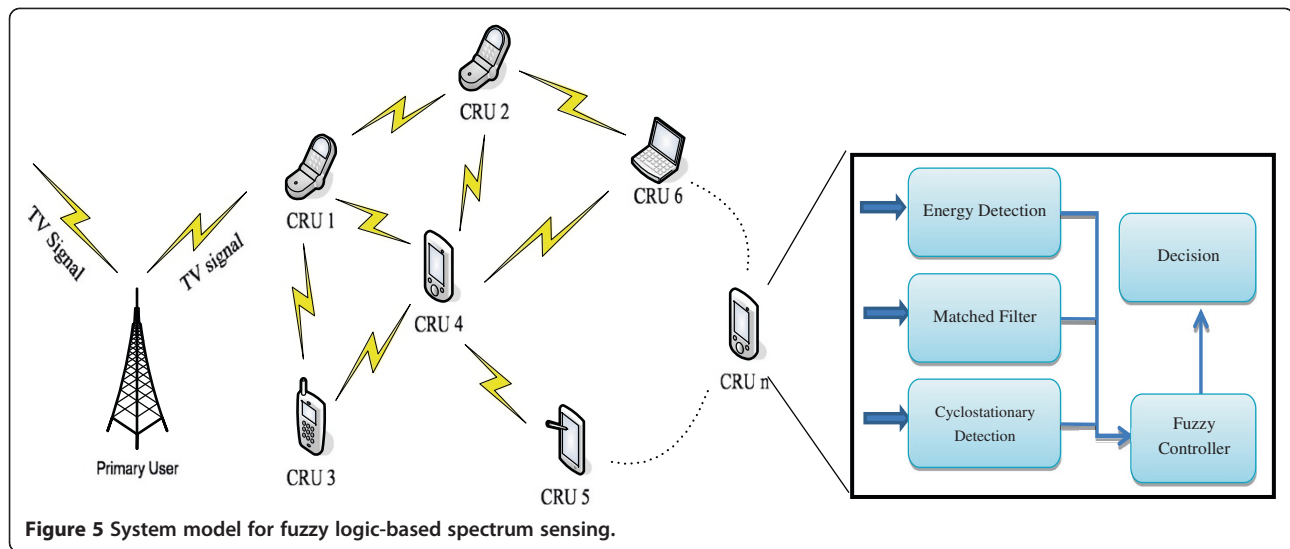 TV Signal
TV signal
Primary User
CRU 1
CRU 2
CRU 3
CRU 4
CRU 5
CRU 6
CRU n
Energy Detection
Matched Filter
Cyclostationary
Detection
Decision
Fuzzy
Controller
Figure 5 System model for fuzzy logic-based spectrum sensing.